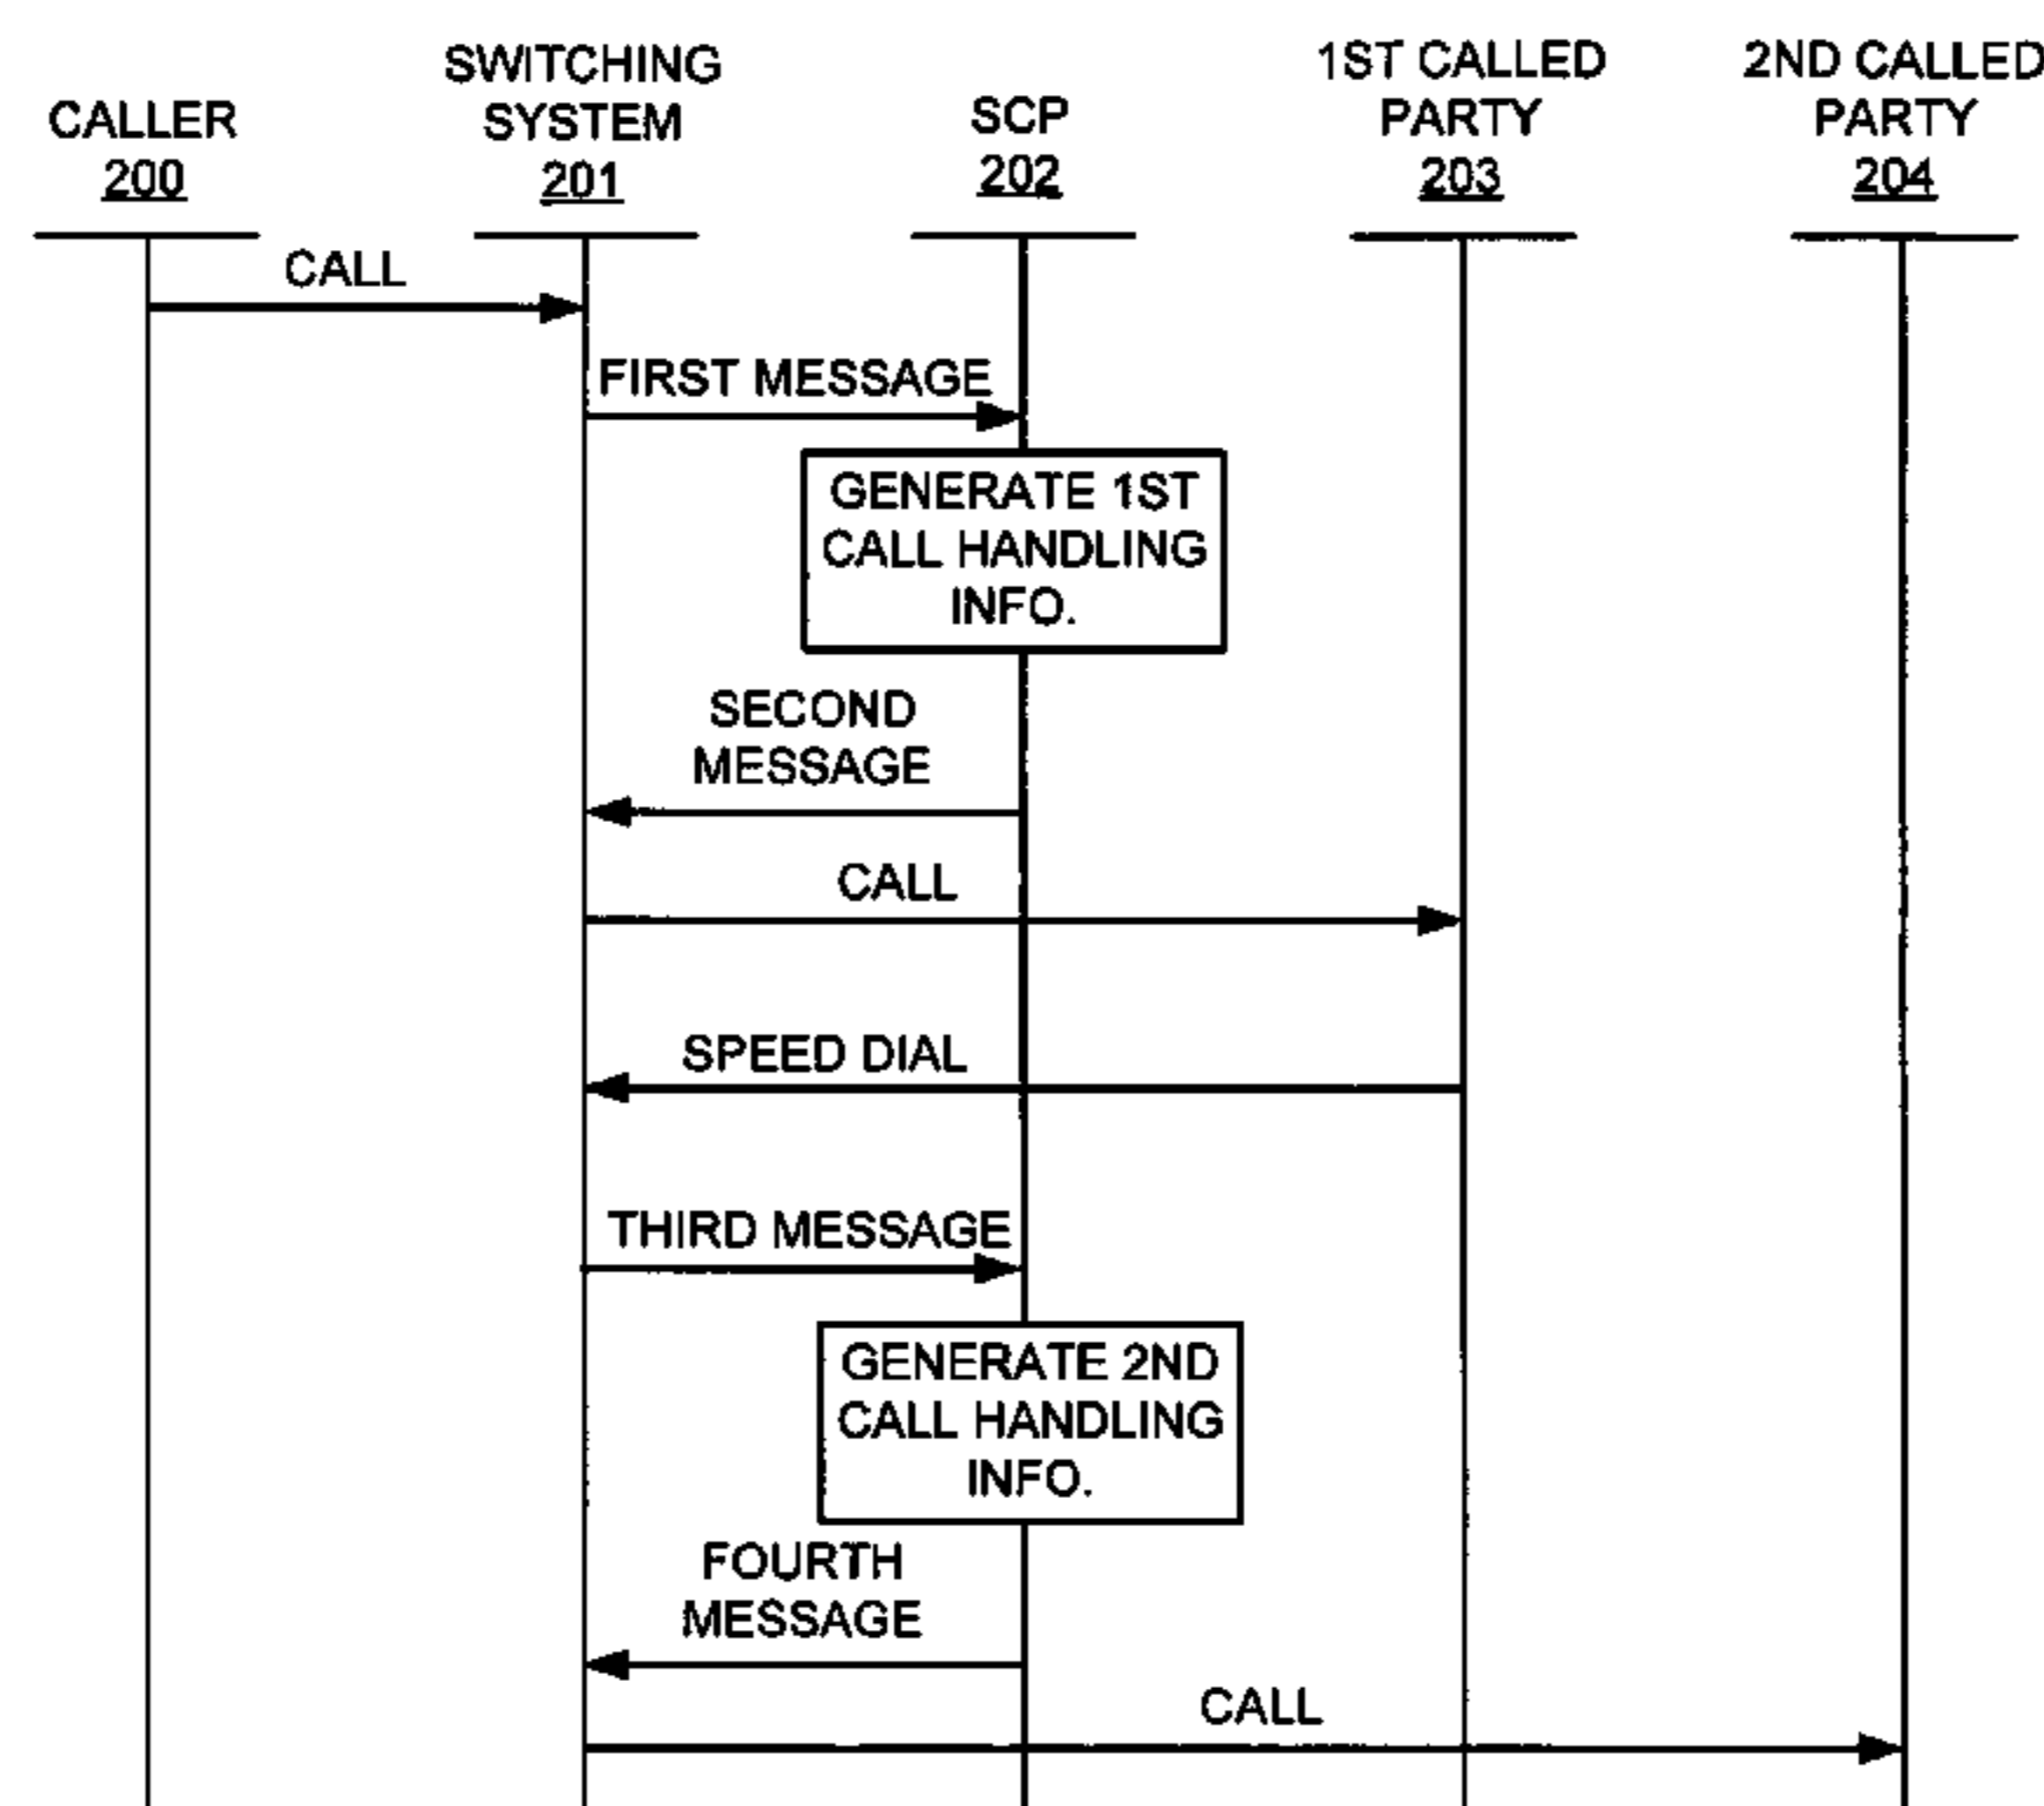 CALLER
200
SWITCHING
SYSTEM
201
SCP
202
1ST CALLED
PARTY
203
2ND CALLED
PARTY
204
CALL
FIRST MESSAGE
GENERATE 1ST
CALL HANDLING
INFO.
SECOND
MESSAGE
CALL
SPEED DIAL
THIRD MESSAGE
GENERATE 2ND
CALL HANDLING
INFO.
FOURTH
MESSAGE
CALL